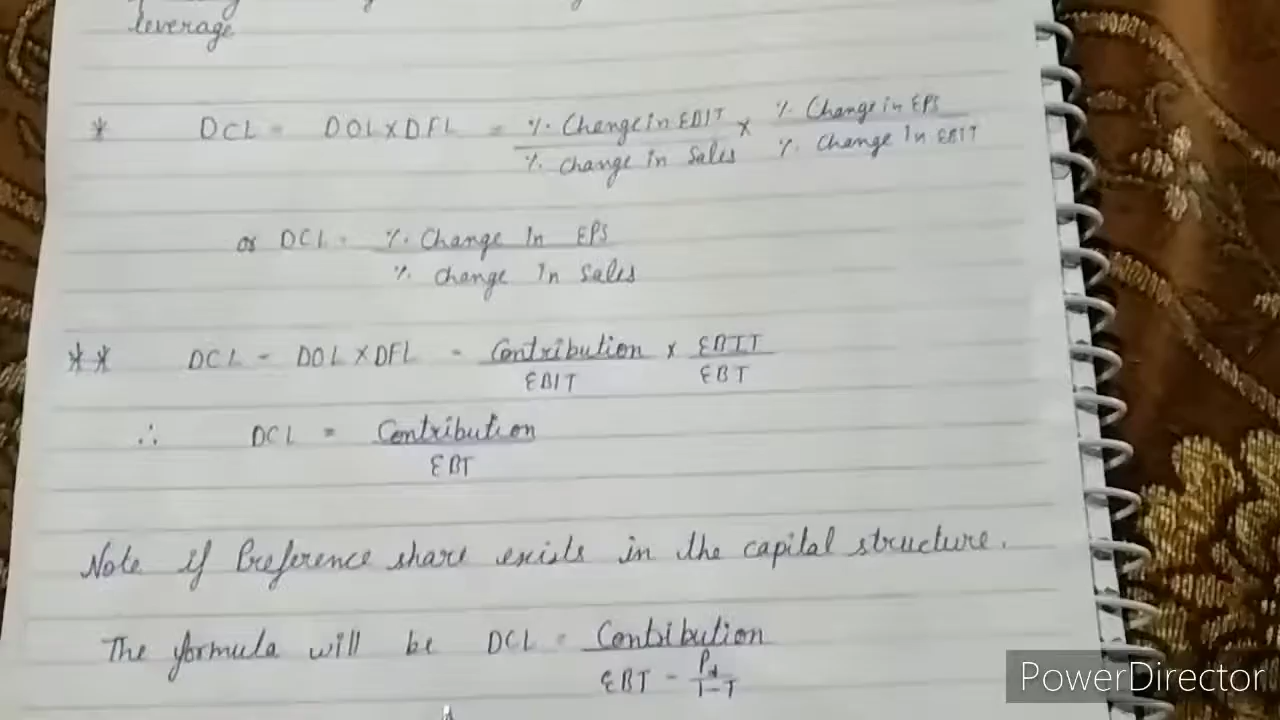 leverage
* DCL = DOL X DFL = % Change in EBIT / % change in Sales x % Change in EPS / % Change In EBIT
or DCL = % Change In EPS / % Change In Sales
** DCL = DOL X DFL = Contribution / EBIT x EBIT / EBT
∴ DCL = Contribution / EBT
Note if Preference share exists in the capital structure.
The formula will be DCL = Contribution / EBT - Pd / 1-T
PowerDirector